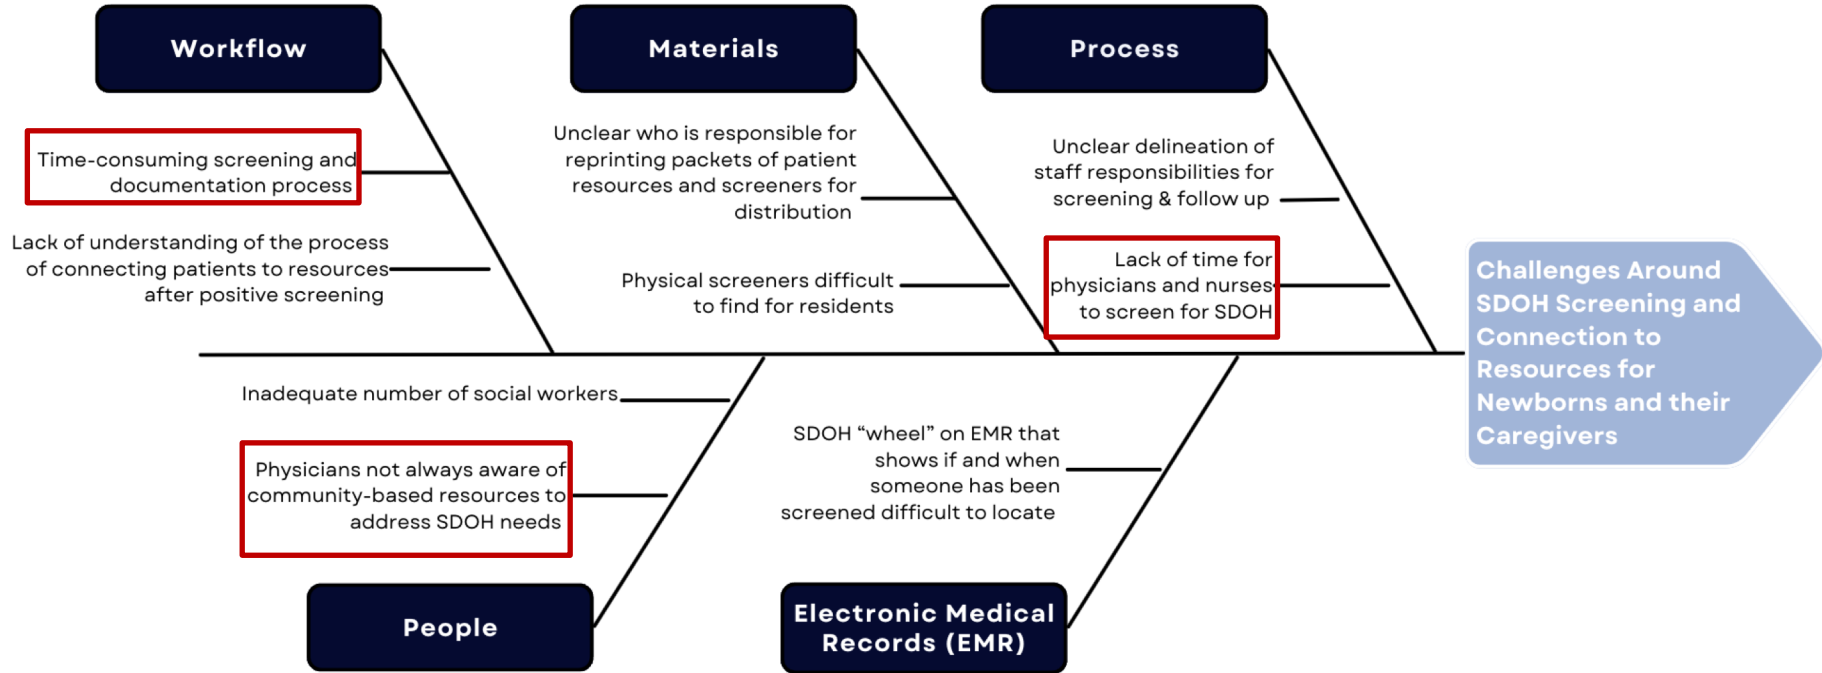 Workflow
Materials
Process
Time-consuming screening and
documentation process
Lack of understanding of the process
of connecting patients to resources
after positive screening
Unclear who is responsible for
reprinting packets of patient
resources and screeners for
distribution
Physical screeners difficult
to find for residents
Unclear delineation of
staff responsibilities for
screening & follow up
Lack of time for
physicians and nurses
to screen for SDOH
Challenges Around
SDOH Screening and
Connection to
Resources for
Newborns and their
Caregivers
Inadequate number of social workers
Physicians not always aware of
community-based resources to
address SDOH needs
SDOH “wheel” on EMR that
shows if and when
someone has been
screened difficult to locate
People
Electronic Medical
Records (EMR)